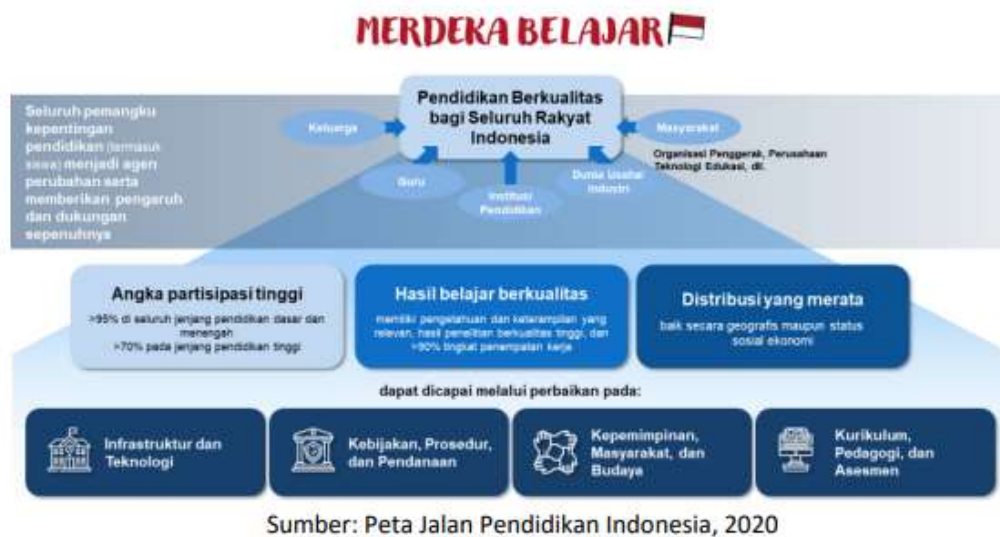 MERDEKA BELAJAR
Seluruh pemangku
kepentingan
pendidikan (termasuk
siswa) menjadi agen
perubahan serta
memberikan pengaruh
dan dukungan
sepenuhnya
Pendidikan Berkualitas
bagi Seluruh Rakyat
Indonesia
Keluarga
Masyarakat
Organisasi Penggerak, Perusahaan
Teknologi Edukasi, dll.
Guru
Institusi
Pendidikan
Dunia Usaha/
Industri
Angka partisipasi tinggi
>95% di seluruh jenjang pendidikan dasar dan
menengah
>70% pada jenjang pendidikan tinggi
Hasil belajar berkualitas
memiliki pengetahuan dan keterampilan yang
relevan, hasil penelitian berkualitas tinggi, dan
>90% tingkat penempatan kerja
Distribusi yang merata
baik secara geografis maupun status
sosial ekonomi
dapat dicapai melalui perbaikan pada:
Infrastruktur dan
Teknologi
Kebijakan, Prosedur,
dan Pendanaan
Kepemimpinan,
Masyarakat, dan
Budaya
Kurikulum,
Pedagogi, dan
Asesmen
Sumber: Peta Jalan Pendidikan Indonesia, 2020